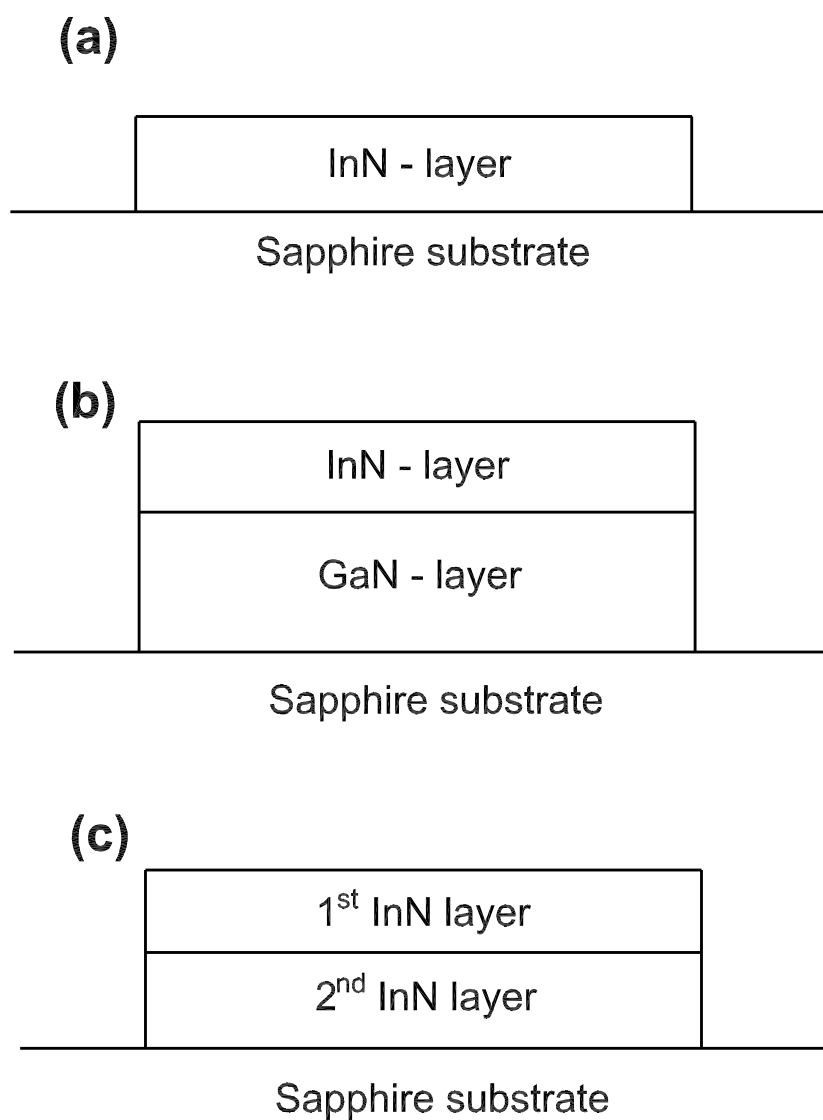 (a)
InN - layer
Sapphire substrate
(b)
InN - layer
GaN - layer
Sapphire substrate
(c)
1st InN layer
2nd InN layer
Sapphire substrate